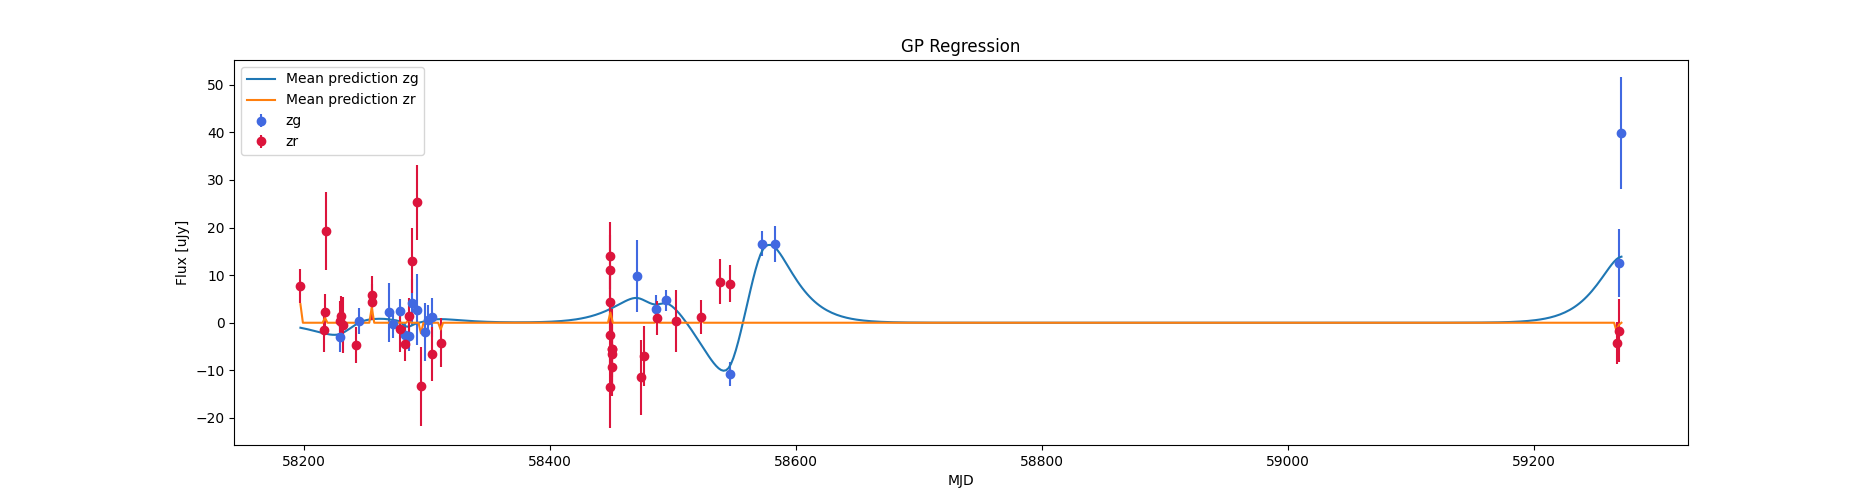 GP Regression
Mean prediction zg
Mean prediction zr
zg
zr
Flux [uJy]
50
40
30
20
10
0
−10
−20
58200
58400
58600
58800
59000
59200
MJD